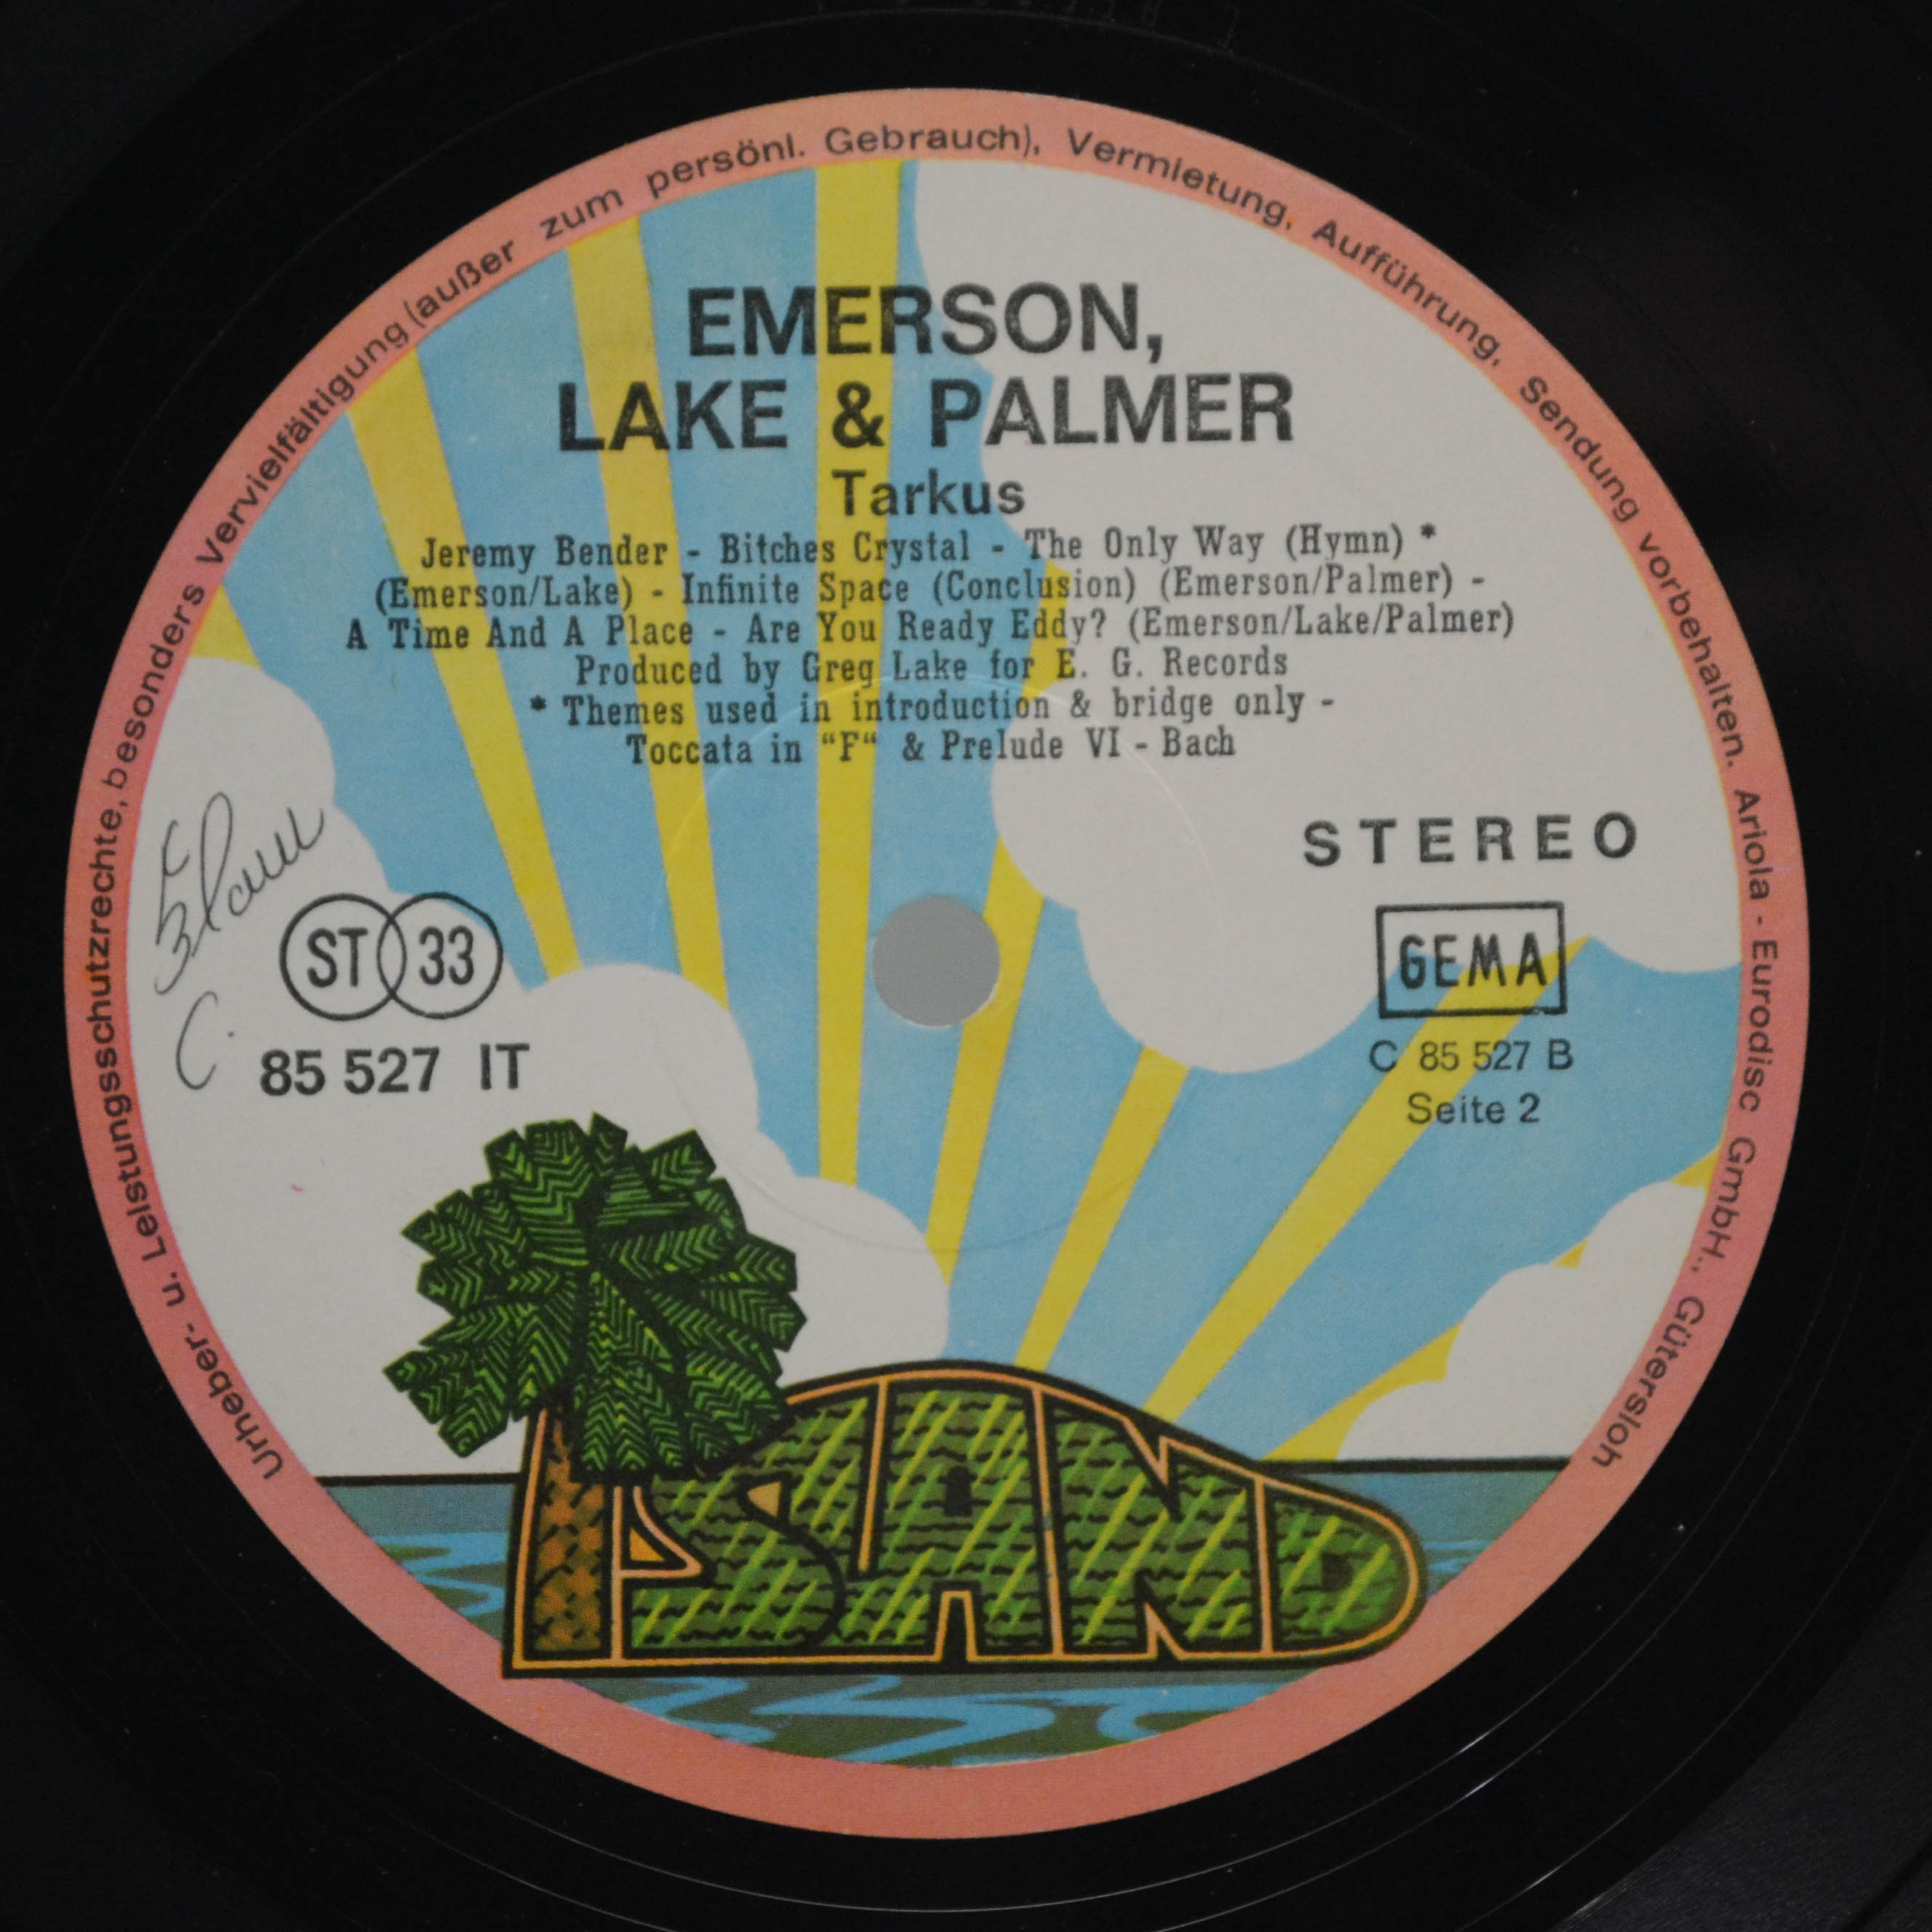 Urheber- u. Leistungsschutzrechte, besonders Vervielfältigung (außer zum persönl. Gebrauch), Vermietung, Aufführung, Sendung vorbehalten. Ariola - Eurodisc GmbH., Gütersloh
EMERSON,
LAKE & PALMER
Tarkus
Jeremy Bender - Bitches Crystal - The Only Way (Hymn) *
(Emerson/Lake) - Infinite Space (Conclusion) (Emerson/Palmer) -
A Time And A Place - Are You Ready Eddy? (Emerson/Lake/Palmer)
Produced by Greg Lake for E. G. Records
* Themes used in introduction & bridge only -
Toccata in “F“ & Prelude VI - Bach
STEREO
ST 33
85 527 IT
GEMA
C 85 527 B
Seite 2
C.
ISLAND